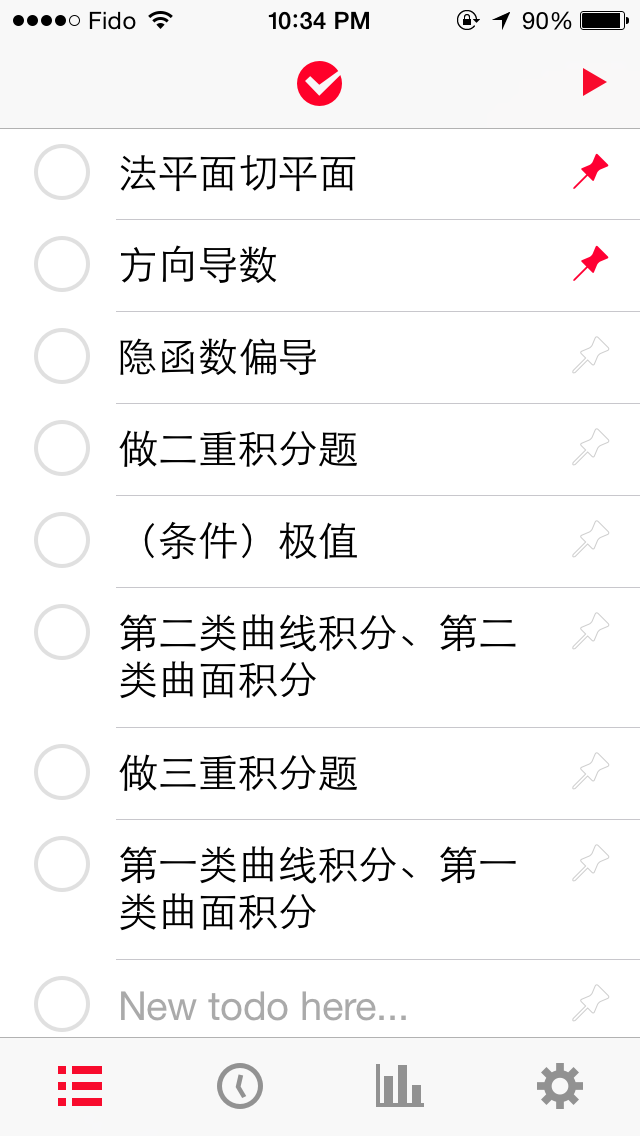 Fido 10:34 PM 90%
法平面切平面
方向导数
隐函数偏导
做二重积分题
（条件）极值
第二类曲线积分、第二
类曲面积分
做三重积分题
第一类曲线积分、第一
类曲面积分
New todo here...